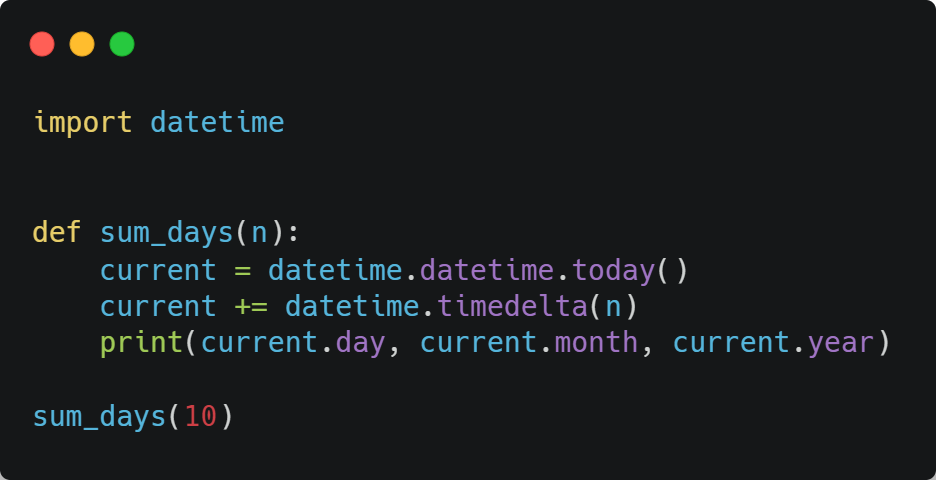 import datetime
def sum_days(n):
    current = datetime.datetime.today()
    current += datetime.timedelta(n)
    print(current.day, current.month, current.year)
sum_days(10)